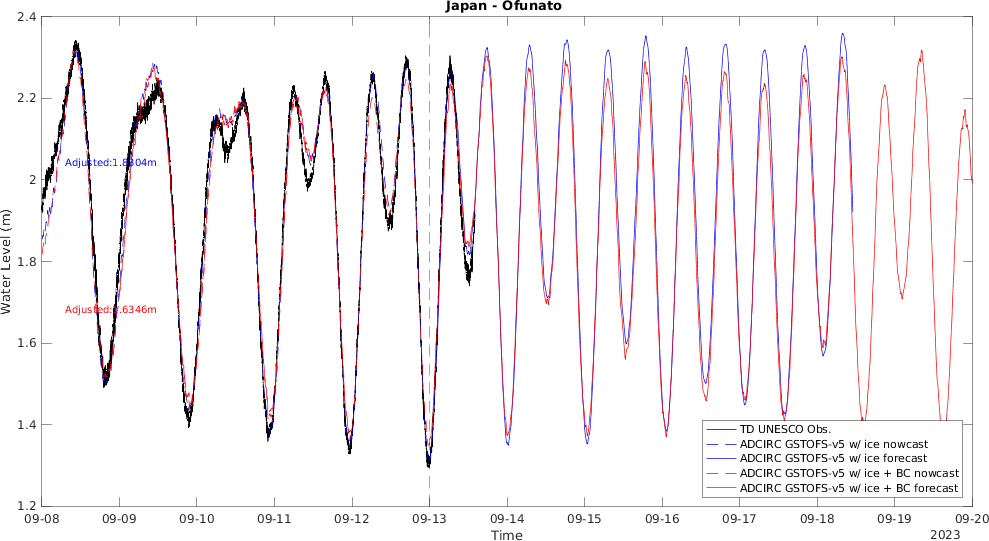 Japan - Ofunato
2.4
2.2
2
1.8
1.6
1.4
1.2
Water Level (m)
Adjusted:1.8304m
Adjusted:1.6346m
TD UNESCO Obs.
ADCIRC GSTOFS-v5 w/ ice nowcast
ADCIRC GSTOFS-v5 w/ ice forecast
ADCIRC GSTOFS-v5 w/ ice + BC nowcast
ADCIRC GSTOFS-v5 w/ ice + BC forecast
09-08 09-09 09-10 09-11 09-12 09-13 09-14 09-15 09-16 09-17 09-18 09-19 09-20
Time
2023